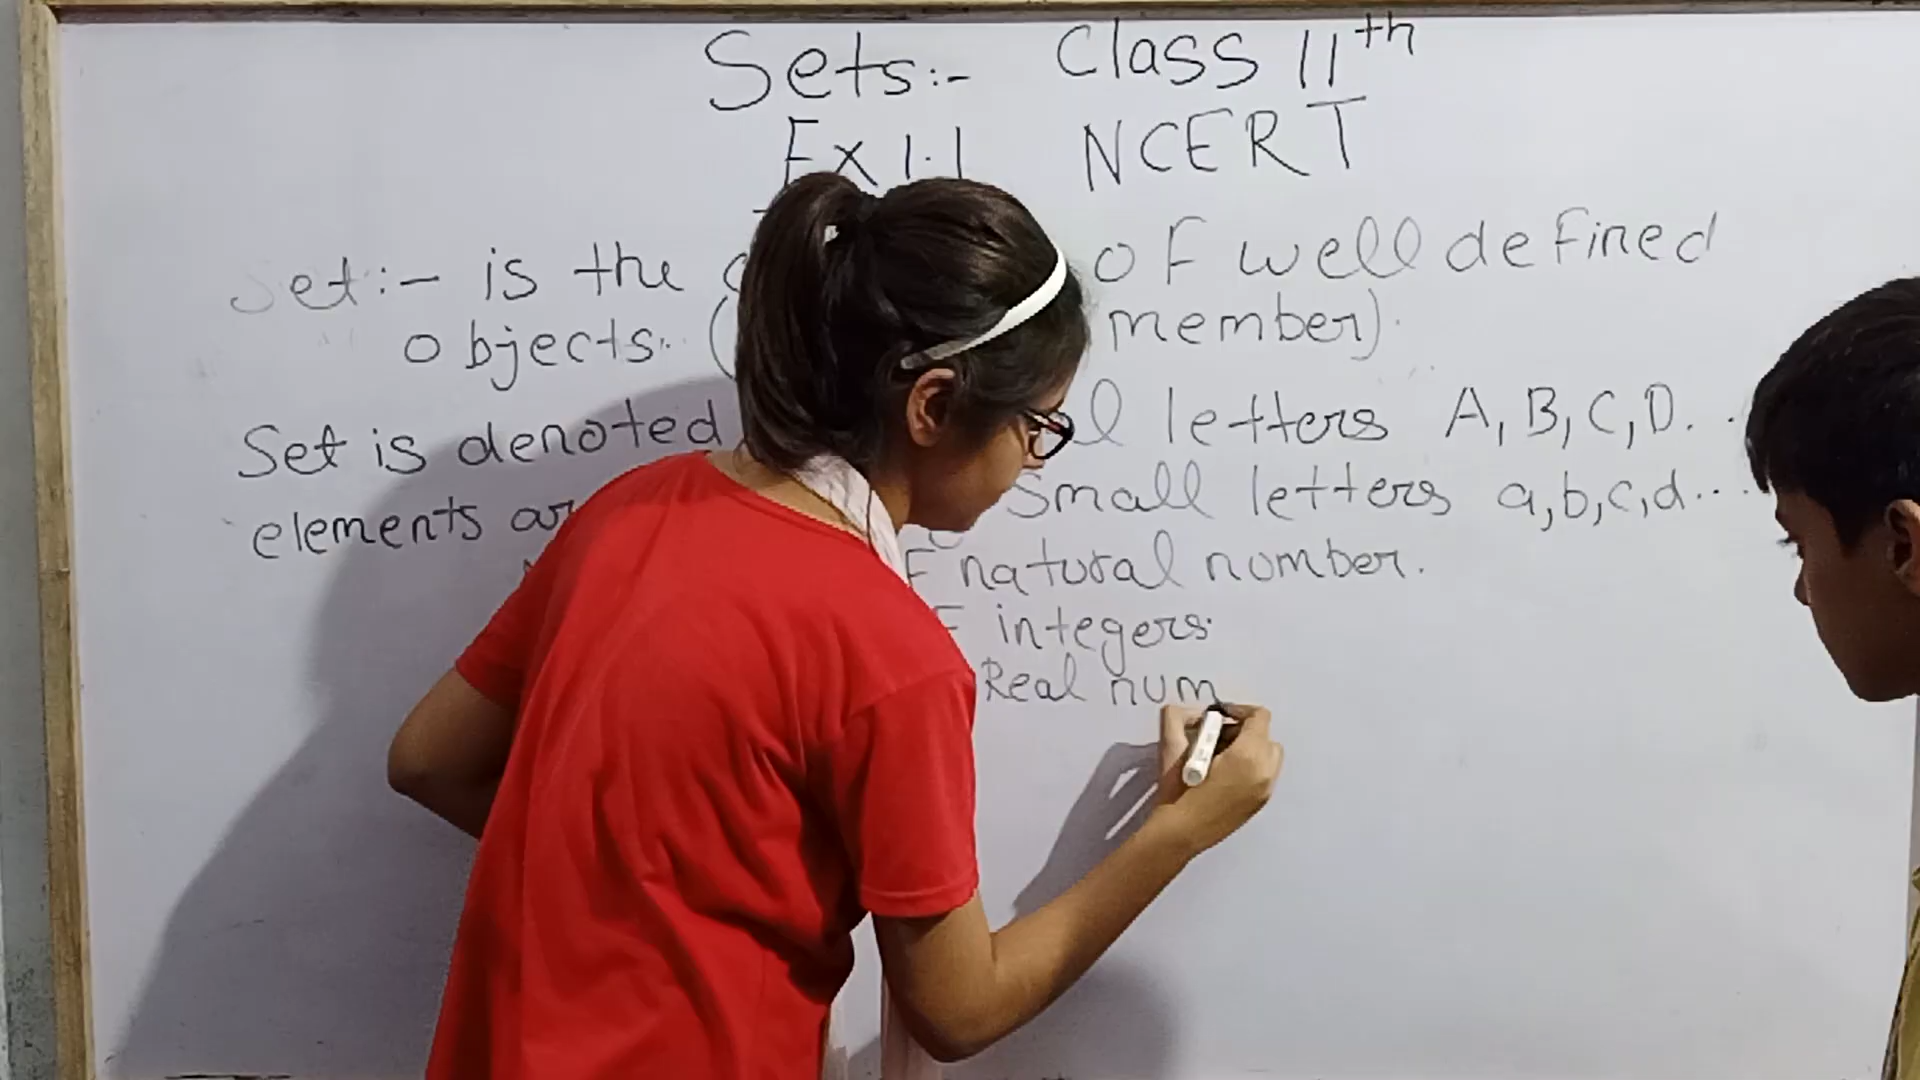 Sets:- Class 11th
Ex 1.1 NCERT
Set:- is the of well defined
objects. ( member).
Set is denoted letters A, B, C, D. .
elements small letters a, b, c, d...
natural number.
integers.
Real num